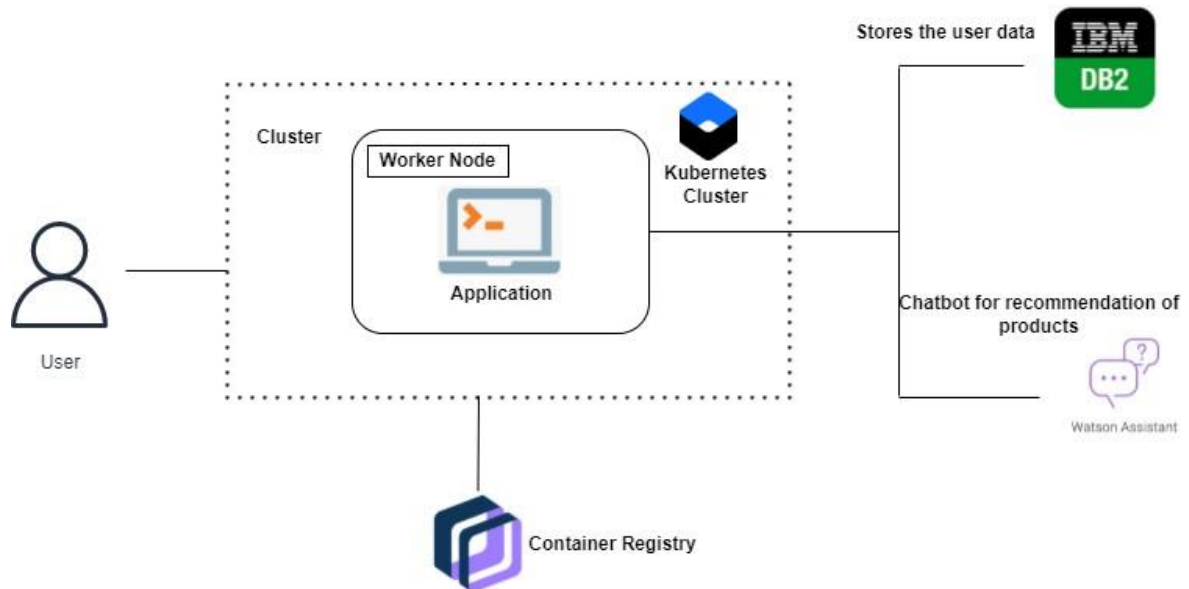 Stores the user data
IBM
DB2
Cluster
Worker Node
Kubernetes
Cluster
Application
User
Chatbot for recommendation of
products
?
Watson Assistant
Container Registry